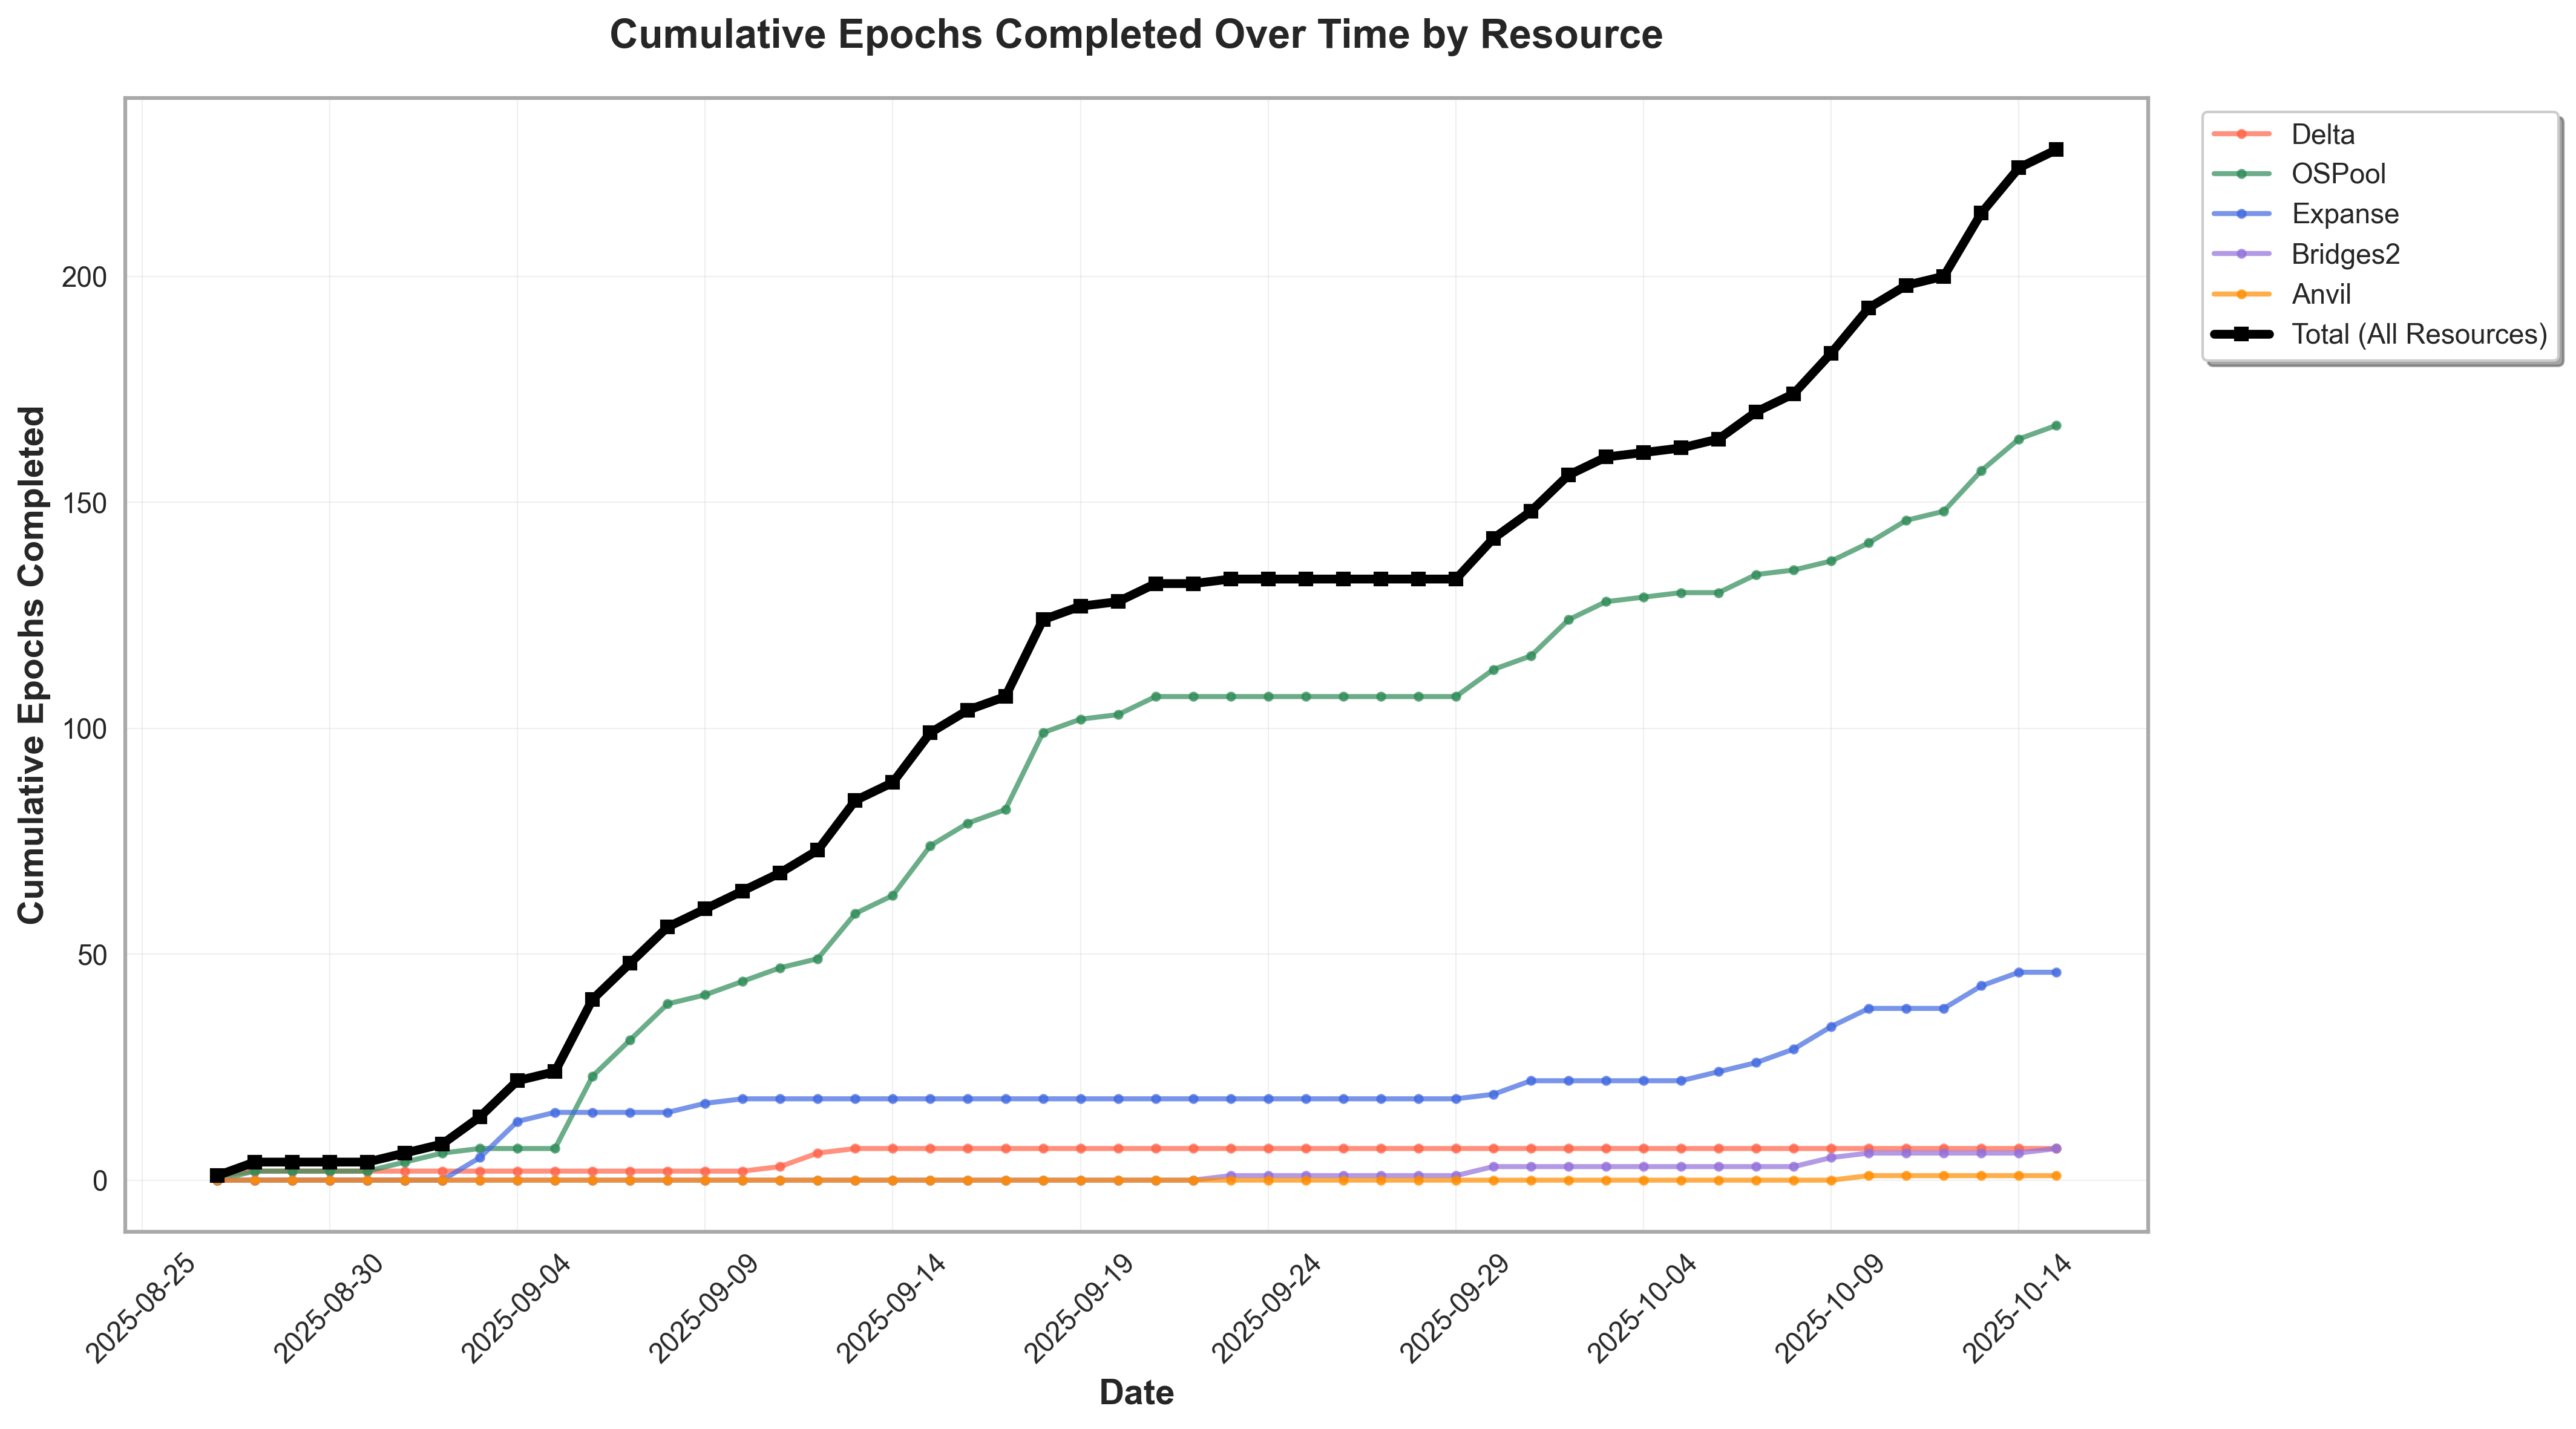 Cumulative Epochs Completed Over Time by Resource
Cumulative Epochs Completed
200
150
100
50
0
2025-08-25
2025-08-30
2025-09-04
2025-09-09
2025-09-14
2025-09-19
2025-09-24
2025-09-29
2025-10-04
2025-10-09
2025-10-14
Date
Delta
OSPool
Expanse
Bridges2
Anvil
Total (All Resources)